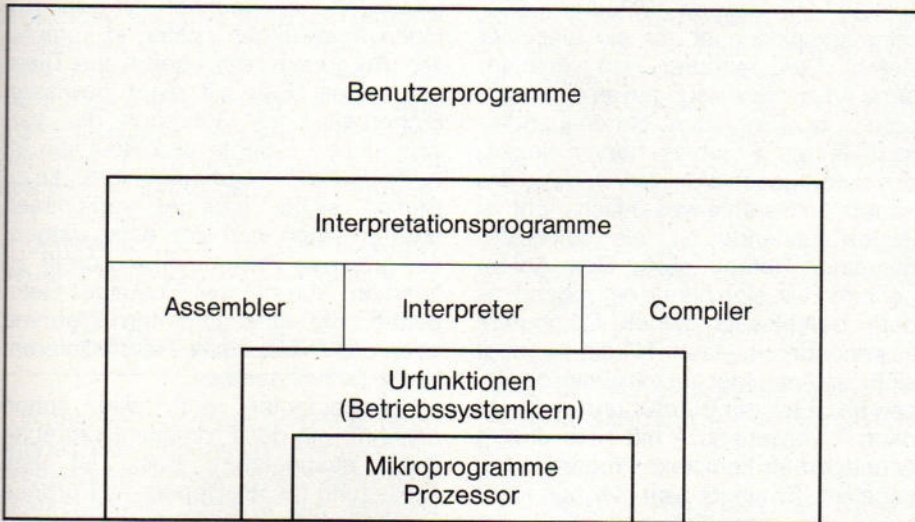 Benutzerprogramme
Interpretationsprogramme
Assembler Interpreter Compiler
Urfunktionen
(Betriebssystemkern)
Mikroprogramme
Prozessor